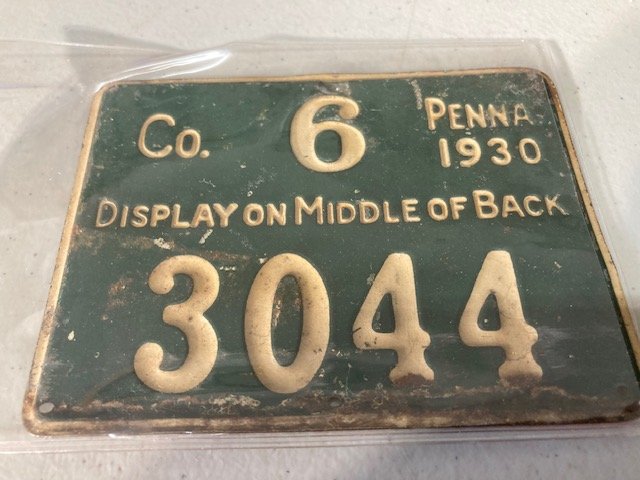 Co. 6 PENNA
1930
DISPLAY ON MIDDLE OF BACK
3044